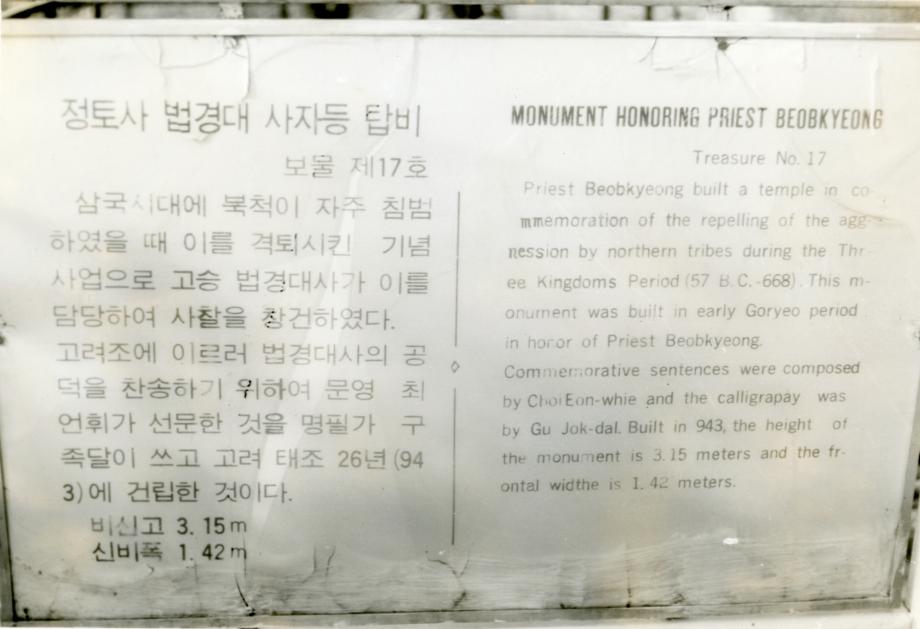 정토사 법경대 사자등 탑비
보물 제17호
삼국시대에 북척이 자주 침범
하였을 때 이를 격퇴시킨 기념
사업으로 고승 법경대사가 이를
담당하여 사찰을 창건하였다.
고려조에 이르러 법경대사의 공
덕을 찬송하기 위하여 문영 최
언휘가 선문한 것을 명필가 구
족달이 쓰고 고려 태조 26년(94
3)에 건립한 것이다.
비신고 3.15m
신비폭 1.42m
MONUMENT HONORING PRIEST BEOBKYEONG
Treasure No. 17
Priest Beobkyeong built a temple in co-
mmemoration of the repelling of the agg-
ression by northern tribes during the Thr-
ee Kingdoms Period (57 B.C.-668). This m-
onument was built in early Goryeo period
in honor of Priest Beobkyeong.
Commemorative sentences were composed
by Choi Eon-whie and the calligrapay was
by Gu Jok-dal. Built in 943, the height of
the monument is 3.15 meters and the fr-
ontal widthe is 1.42 meters.